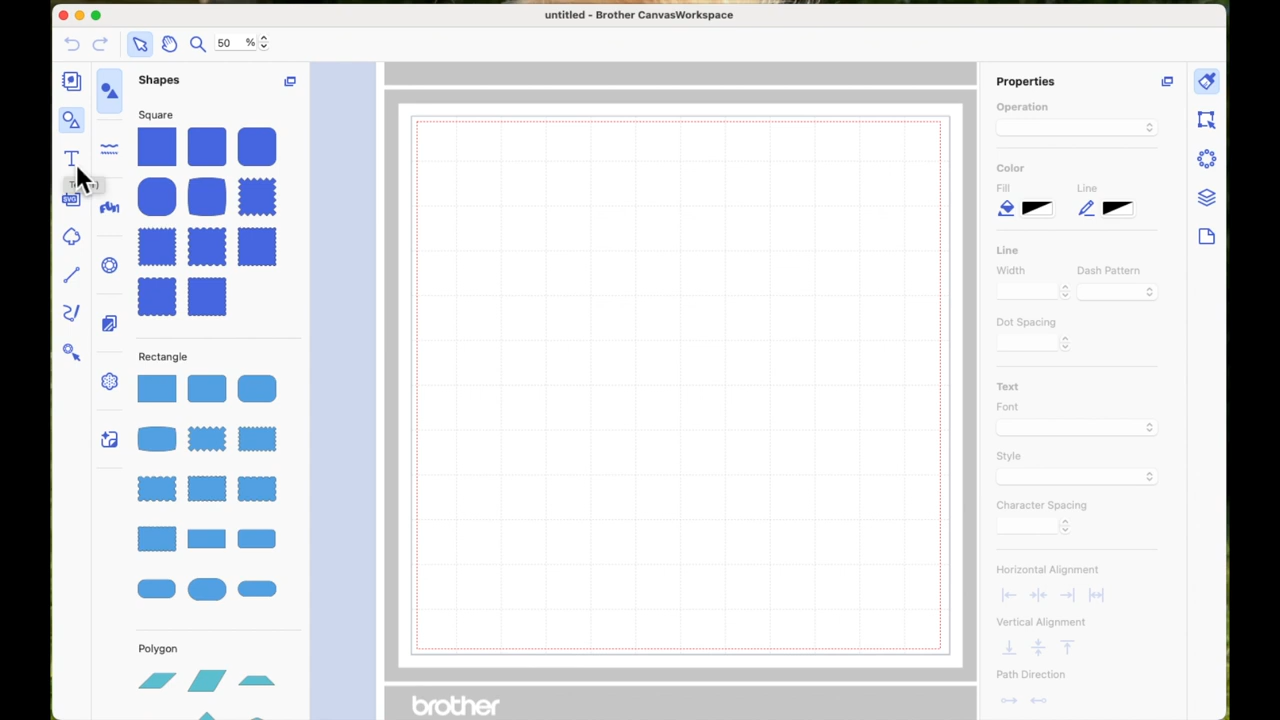 untitled - Brother CanvasWorkspace
50 %
Shapes
Square
Rectangle
Polygon
SVG
brother
Properties
Operation
Color
Fill
Line
Line
Width
Dash Pattern
Dot Spacing
Text
Font
Style
Character Spacing
Horizontal Alignment
Vertical Alignment
Path Direction